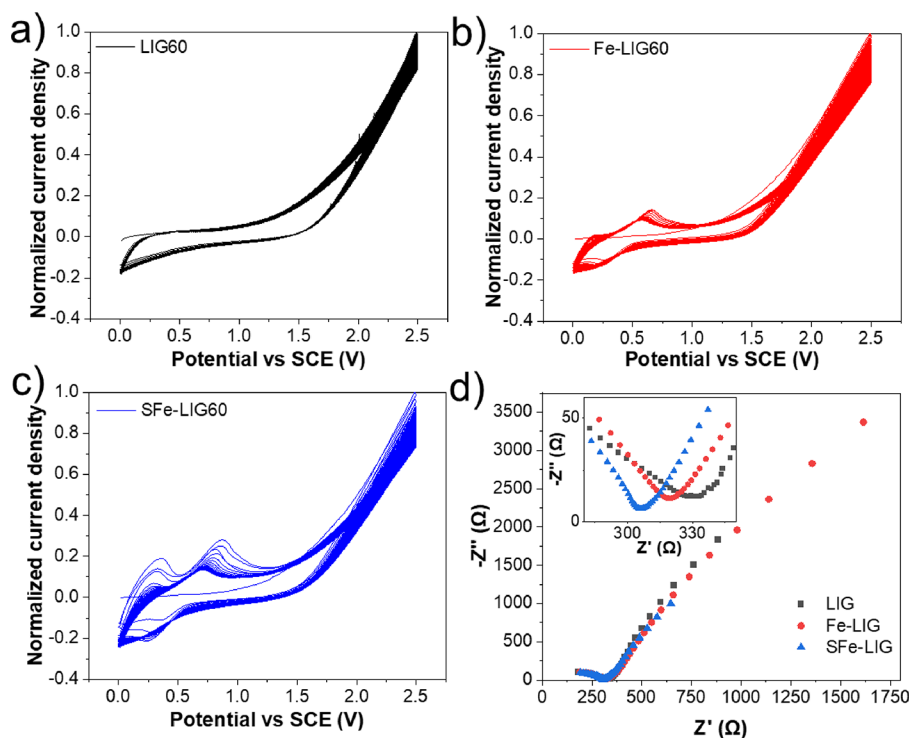 a)
LIG60
1.0
0.8
0.6
0.4
0.2
0.0
-0.2
-0.4
0.0 0.5 1.0 1.5 2.0 2.5
Normalized current density
Potential vs SCE (V)
b)
Fe-LIG60
1.0
0.8
0.6
0.4
0.2
0.0
-0.2
-0.4
0.0 0.5 1.0 1.5 2.0 2.5
Normalized current density
Potential vs SCE (V)
c)
SFe-LIG60
1.0
0.8
0.6
0.4
0.2
0.0
-0.2
-0.4
0.0 0.5 1.0 1.5 2.0 2.5
Normalized current density
Potential vs SCE (V)
d)
3500
3000
2500
2000
1500
1000
500
0
0 250 500 750 1000 1250 1500 1750
-Z" (Ω)
Z' (Ω)
50
0
300 330
-Z" (Ω)
Z' (Ω)
LIG
Fe-LIG
SFe-LIG